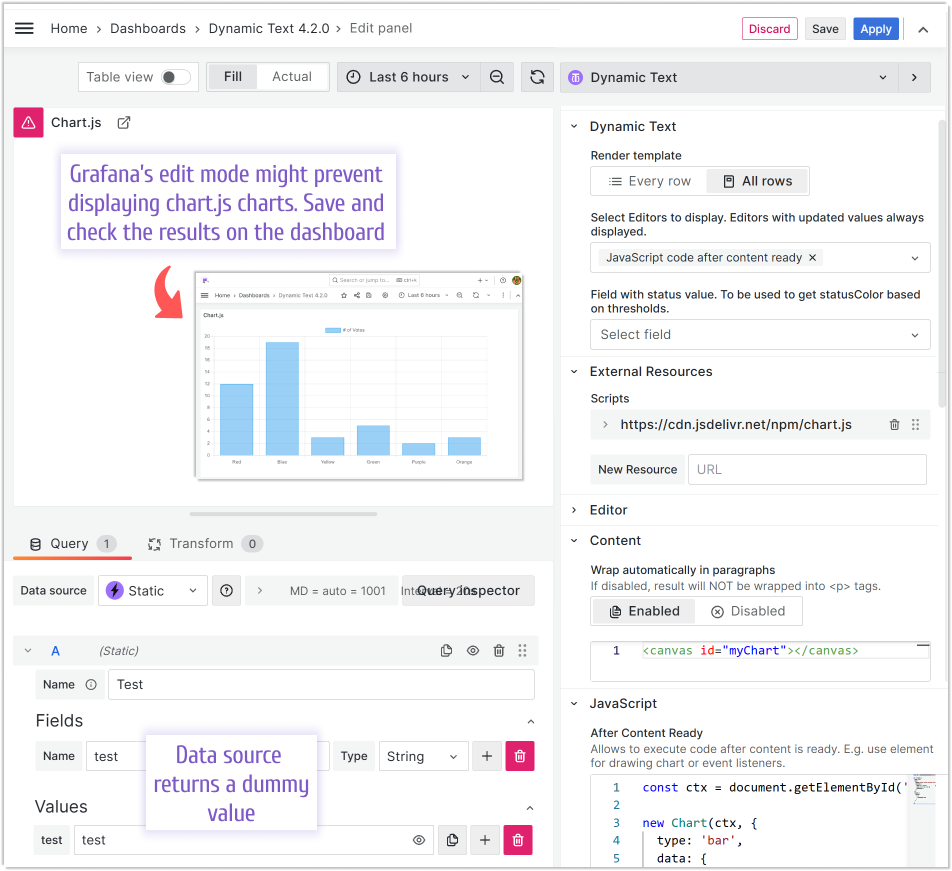 Home › Dashboards › Dynamic Text 4.2.0 › Edit panel
Discard Save Apply
Table view Fill Actual Last 6 hours
Dynamic Text
Chart.js
Grafana's edit mode might prevent
displaying chart.js charts. Save and
check the results on the dashboard
Search or jump to... ctrl+k
Home › Dashboards › Dynamic Text 4.2.0
Last 6 hours
Chart.js
# of Votes
20
18
16
14
12
10
8
6
4
2
0
Red Blue Yellow Green Purple Orange
Query 1 Transform 0
Data source Static MD = auto = 1001 Query inspector
A (Static)
Name Test
Fields
Name test Type String
Data source
returns a dummy
value
Values
test test
Dynamic Text
Render template
Every row All rows
Select Editors to display. Editors with updated values always
displayed.
JavaScript code after content ready ×
Field with status value. To be used to get statusColor based
on thresholds.
Select field
External Resources
Scripts
https://cdn.jsdelivr.net/npm/chart.js
New Resource URL
Editor
Content
Wrap automatically in paragraphs
If disabled, result will NOT be wrapped into <p> tags.
Enabled Disabled
1 <canvas id="myChart"></canvas>
JavaScript
After Content Ready
Allows to execute code after content is ready. E.g. use element
for drawing chart or event listeners.
1 const ctx = document.getElementById('
2
3 new Chart(ctx, {
4 type: 'bar',
5 data: {